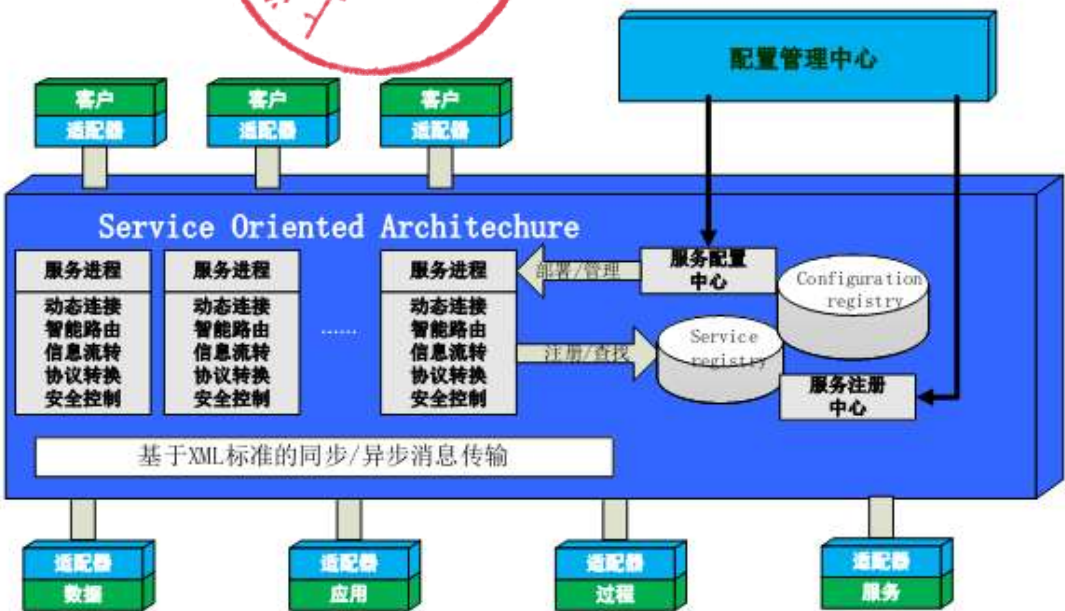 配置管理中心
客户
适配器
客户
适配器
客户
适配器
Service Oriented Architechure
服务进程
动态连接
智能路由
信息流转
协议转换
安全控制
服务进程
动态连接
智能路由
信息流转
协议转换
安全控制
......
服务进程
动态连接
智能路由
信息流转
协议转换
安全控制
部署/管理
注册/查找
服务配置
中心
Configuration
registry
Service
registry
服务注册
中心
基于XML标准的同步/异步消息传输
适配器
数据
适配器
应用
适配器
过程
适配器
服务